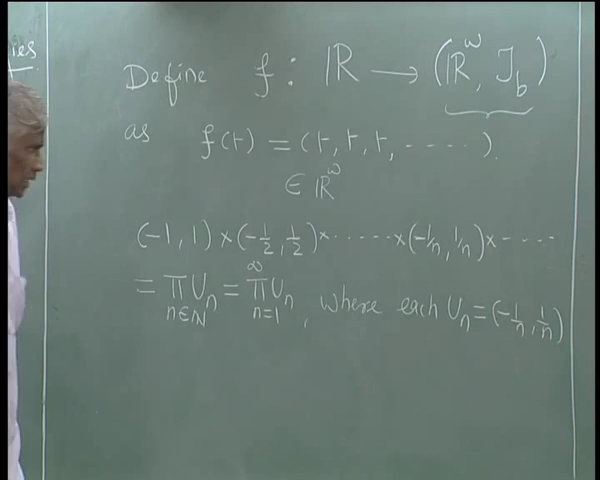 ies
Define f : ℝ → (ℝ^ω, J_b)
as f(t) = (t, t, t, ‑‑‑‑‑).
∈ ℝ^ω
(-1, 1) × (-1/2, 1/2) × ‑‑‑‑‑ × (-1/n, 1/n) × ‑‑‑‑
= ∏_{n∈ℕ} U_n = ∏_{n=1}^∞ U_n, where each U_n = (-1/n, 1/n)